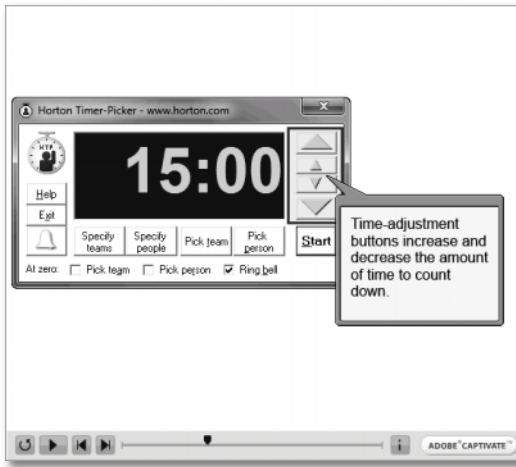 Horton Timer-Picker - www.horton.com
HTP
15:00
Help
Exit
Specify teams
Specify people
Pick team
Pick person
Start
At zero: Pick team Pick person Ring bell
Time-adjustment
buttons increase and
decrease the amount
of time to count
down.
i
ADOBE® CAPTIVATE™